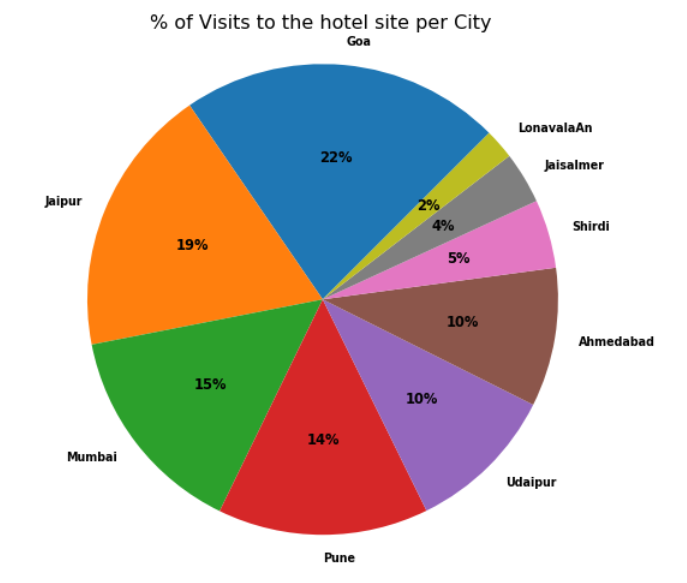 % of Visits to the hotel site per City
Goa
22%
LonavalaAn
2%
Jaisalmer
4%
Shirdi
5%
Ahmedabad
10%
Udaipur
10%
Pune
14%
Mumbai
15%
Jaipur
19%